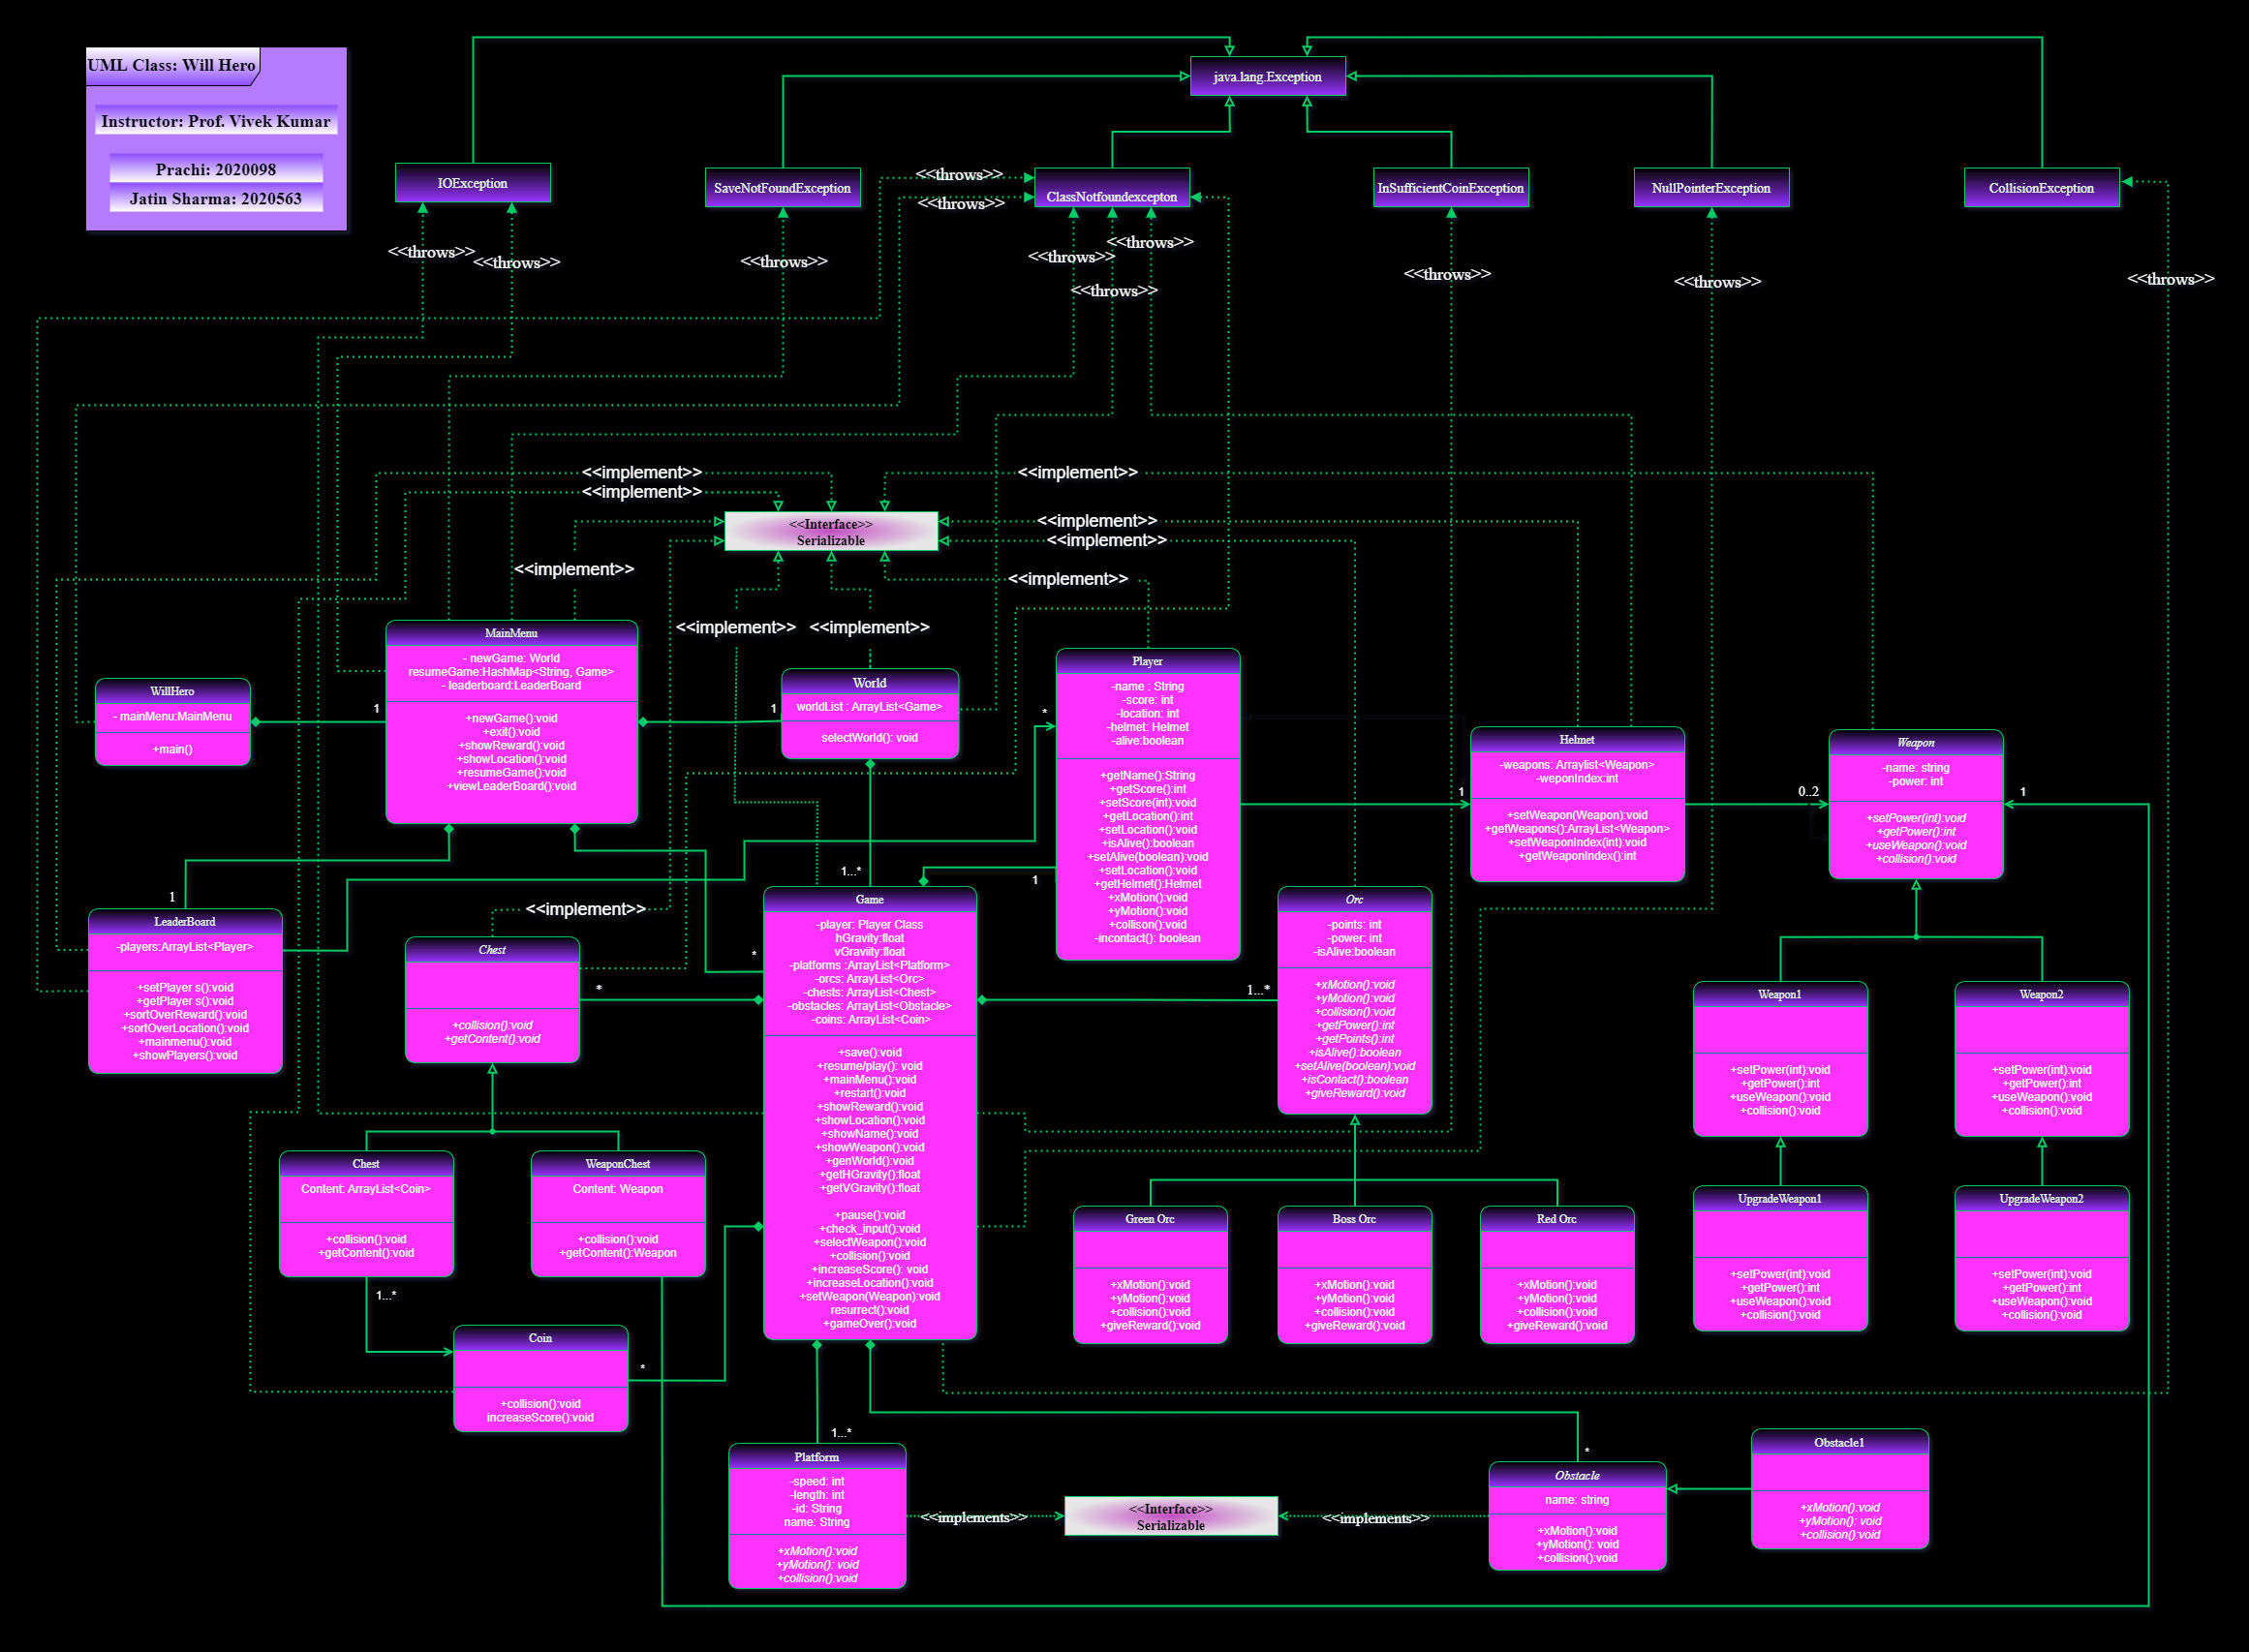 UML Class: Will Hero
Instructor: Prof. Vivek Kumar
Prachi: 2020098
Jatin Sharma: 2020563
java.lang.Exception
IOException
SaveNotFoundException
ClassNotfoundexcepton
InSufficientCoinException
NullPointerException
CollisionException
<<throws>>
<<throws>>
<<throws>>
<<throws>>
<<throws>>
<<throws>>
<<throws>>
<<throws>>
<<throws>>
<<throws>>
<<throws>>
<<implement>>
<<implement>>
<<implement>>
<<implement>>
<<implement>>
<<implement>>
<<implement>>
<<implement>>
<<implement>>
<<Interface>>
Serializable
MainMenu
- newGame: World
resumeGame:HashMap<String, Game>
- leaderboard:LeaderBoard
+newGame():void
+exit():void
+showReward():void
+showLocation():void
+resumeGame():void
+viewLeaderBoard():void
WillHero
- mainMenu:MainMenu
+main()
1
1
World
worldList : ArrayList<Game>
selectWorld(): void
Player
-name : String
-score: int
-location: int
-helmet: Helmet
-alive:boolean
+getName():String
+getScore():int
+setScore(int):void
+getLocation():int
+setLocation():void
+isAlive():boolean
+setAlive(boolean):void
+setLocation():void
+getHelmet():Helmet
+xMotion():void
+yMotion():void
+collison():void
-incontact(): boolean
*
1
Helmet
-weapons: Arraylist<Weapon>
-weponIndex:int
+setWeapon(Weapon):void
+getWeapons():ArrayList<Weapon>
+setWeaponIndex(int):void
+getWeaponIndex():int
0..2
Weapon
-name: string
-power: int
+setPower(int):void
+getPower():int
+useWeapon():void
+collision():void
1
1
LeaderBoard
-players:ArrayList<Player>
+setPlayer s():void
+getPlayer s():void
+sortOverReward():void
+sortOverLocation():void
+mainmenu():void
+showPlayers():void
<<implement>>
Chest
+collision():void
+getContent():void
*
*
1...*
1
Game
-player: Player Class
hGravity:float
vGraviity:float
-platforms :ArrayList<Platform>
-orcs: ArrayList<Orc>
-chests: ArrayList<Chest>
-obstacles: ArrayList<Obstacle>
-coins: ArrayList<Coin>
+save():void
+resume/play(): void
+mainMenu():void
+restart():void
+showReward():void
+showLocation():void
+showName():void
+showWeapon():void
+genWorld():void
+getHGravity():float
+getVGravity():float
+pause():void
+check_input():void
+selectWeapon():void
+collision():void
+increaseScore(): void
+increaseLocation():void
+setWeapon(Weapon):void
resurrect():void
+gameOver():void
1...*
Orc
-points: int
-power: int
-isAlive:boolean
+xMotion():void
+yMotion():void
+collision():void
+getPower():int
+getPoints():int
+isAlive():boolean
+setAlive(boolean):void
+isContact():boolean
+giveReward():void
Weapon1
+setPower(int):void
+getPower():int
+useWeapon():void
+collision():void
Weapon2
+setPower(int):void
+getPower():int
+useWeapon():void
+collision():void
Chest
Content: ArrayList<Coin>
+collision():void
+getContent():void
WeaponChest
Content: Weapon
+collision():void
+getContent():Weapon
Green Orc
+xMotion():void
+yMotion():void
+collision():void
+giveReward():void
Boss Orc
+xMotion():void
+yMotion():void
+collision():void
+giveReward():void
Red Orc
+xMotion():void
+yMotion():void
+collision():void
+giveReward():void
UpgradeWeapon1
+setPower(int):void
+getPower():int
+useWeapon():void
+collision():void
UpgradeWeapon2
+setPower(int):void
+getPower():int
+useWeapon():void
+collision():void
1...*
Coin
+collision():void
increaseScore():void
*
1...*
Platform
-speed: int
-length: int
-id: String
name: String
+xMotion():void
+yMotion(): void
+collision():void
<<implements>>
<<Interface>>
Serializable
<<implements>>
*
Obstacle
name: string
+xMotion():void
+yMotion(): void
+collision():void
Obstacle1
+xMotion():void
+yMotion(): void
+collision():void